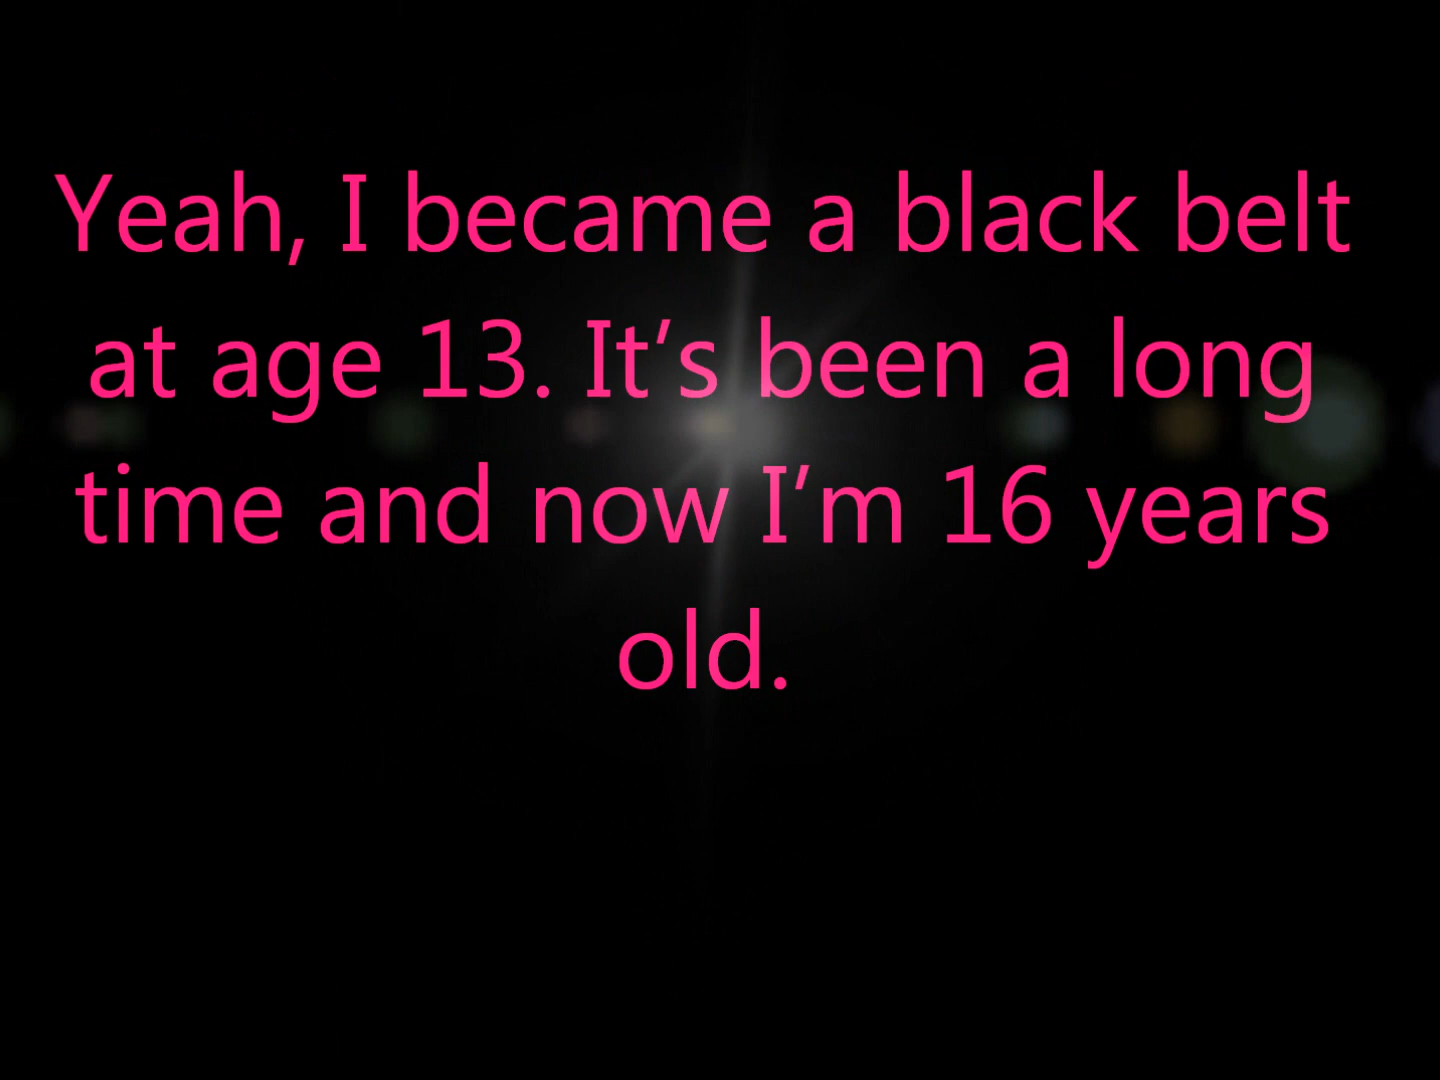 Yeah, I became a black belt
at age 13. It’s been a long
time and now I’m 16 years
old.